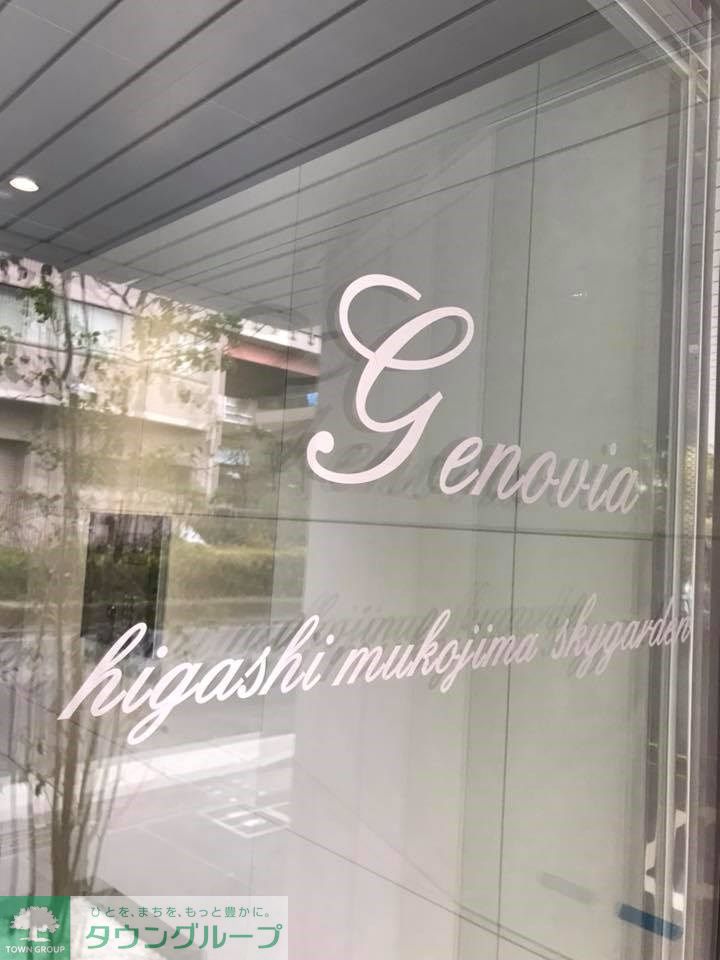 Genovia
higashi mukojima skygarden
ひとを、まちを、もっと豊かに。
タウングループ
TOWN GROUP